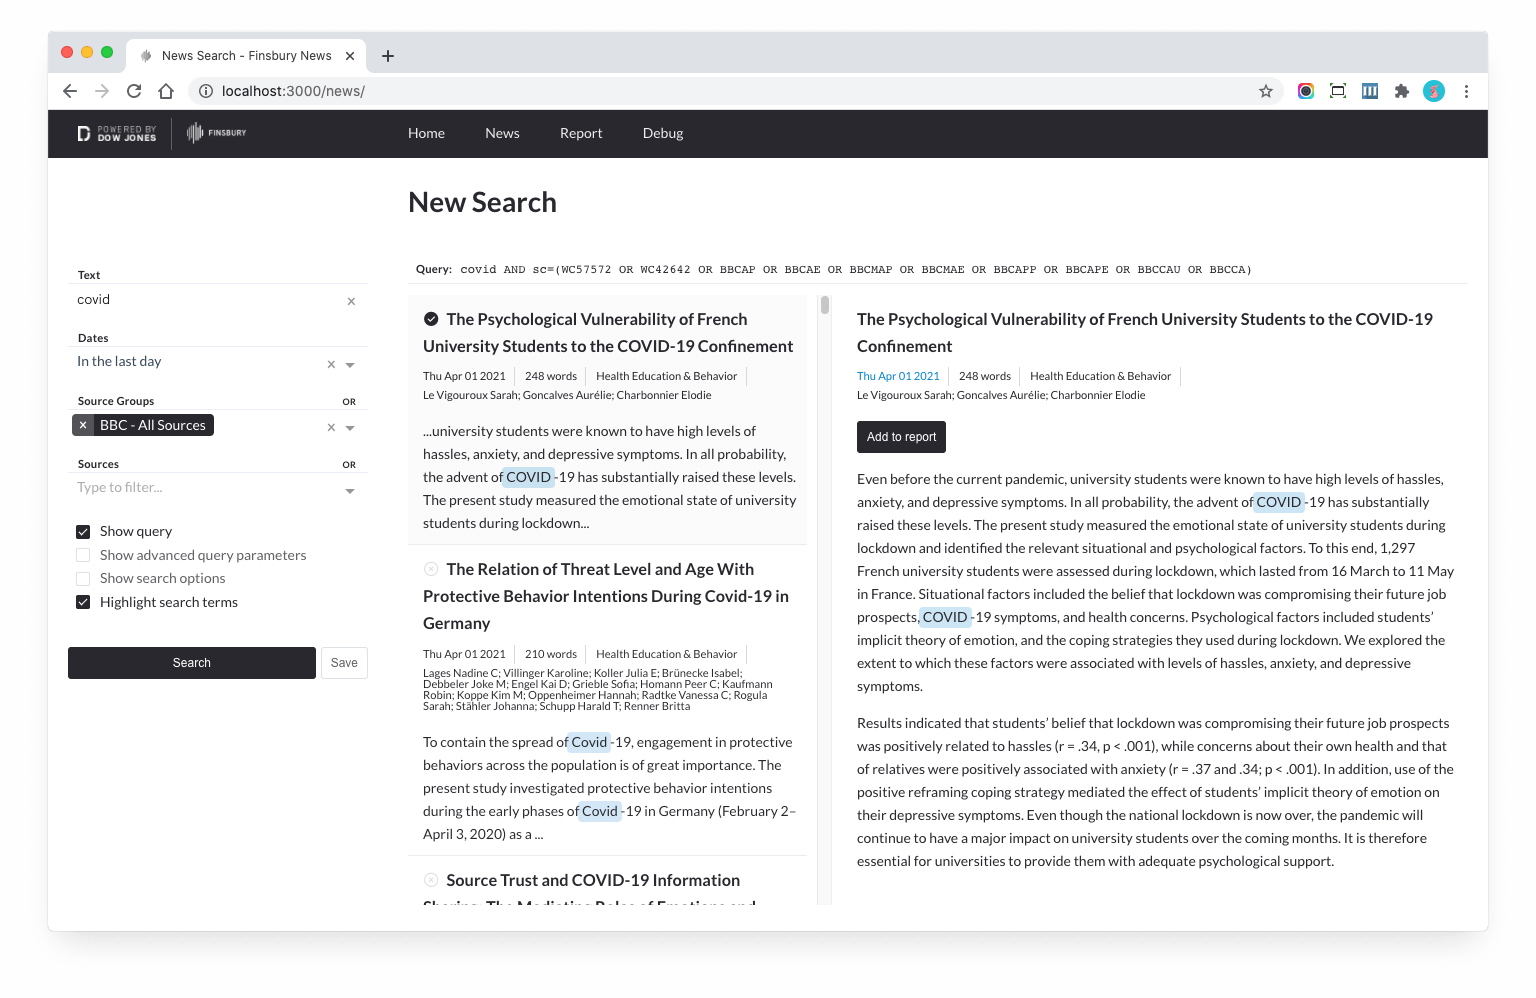 News Search - Finsbury News
localhost:3000/news/
POWERED BY
DOW JONES
FINSBURY
Home
News
Report
Debug
New Search
Text
covid
Dates
In the last day
Source Groups
OR
BBC - All Sources
Sources
OR
Type to filter...
Show query
Show advanced query parameters
Show search options
Highlight search terms
Search
Save
Query: covid AND sc=(WC57572 OR WC42642 OR BBCAP OR BBCAE OR BBCMAP OR BBCMAE OR BBCAPP OR BBCAPE OR BBCCAU OR BBCCA)
The Psychological Vulnerability of French
University Students to the COVID-19 Confinement
Thu Apr 01 2021 248 words Health Education & Behavior
Le Vigouroux Sarah; Goncalves Aurélie; Charbonnier Elodie
...university students were known to have high levels of
hassles, anxiety, and depressive symptoms. In all probability,
the advent of COVID-19 has substantially raised these levels.
The present study measured the emotional state of university
students during lockdown...
The Relation of Threat Level and Age With
Protective Behavior Intentions During Covid-19 in
Germany
Thu Apr 01 2021 210 words Health Education & Behavior
Lages Nadine C; Villinger Karoline; Koller Julia E; Brünecke Isabel;
Debbeler Joke M; Engel Kai D; Grieble Sofia; Homann Peer C; Kaufmann
Robin; Koppe Kim M; Oppenheimer Hannah; Radtke Vanessa C; Rogula
Sarah; Stähler Johanna; Schupp Harald T; Renner Britta
To contain the spread of Covid-19, engagement in protective
behaviors across the population is of great importance. The
present study investigated protective behavior intentions
during the early phases of Covid-19 in Germany (February 2–
April 3, 2020) as a ...
Source Trust and COVID-19 Information
Sharing: The Mediating Roles of Emotions and
The Psychological Vulnerability of French University Students to the COVID-19
Confinement
Thu Apr 01 2021 248 words Health Education & Behavior
Le Vigouroux Sarah; Goncalves Aurélie; Charbonnier Elodie
Add to report
Even before the current pandemic, university students were known to have high levels of hassles,
anxiety, and depressive symptoms. In all probability, the advent of COVID-19 has substantially
raised these levels. The present study measured the emotional state of university students during
lockdown and identified the relevant situational and psychological factors. To this end, 1,297
French university students were assessed during lockdown, which lasted from 16 March to 11 May
in France. Situational factors included the belief that lockdown was compromising their future job
prospects, COVID-19 symptoms, and health concerns. Psychological factors included students’
implicit theory of emotion, and the coping strategies they used during lockdown. We explored the
extent to which these factors were associated with levels of hassles, anxiety, and depressive
symptoms.
Results indicated that students’ belief that lockdown was compromising their future job prospects
was positively related to hassles (r = .34, p < .001), while concerns about their own health and that
of relatives were positively associated with anxiety (r = .37 and .34; p < .001). In addition, use of the
positive reframing coping strategy mediated the effect of students’ implicit theory of emotion on
their depressive symptoms. Even though the national lockdown is now over, the pandemic will
continue to have a major impact on university students over the coming months. It is therefore
essential for universities to provide them with adequate psychological support.